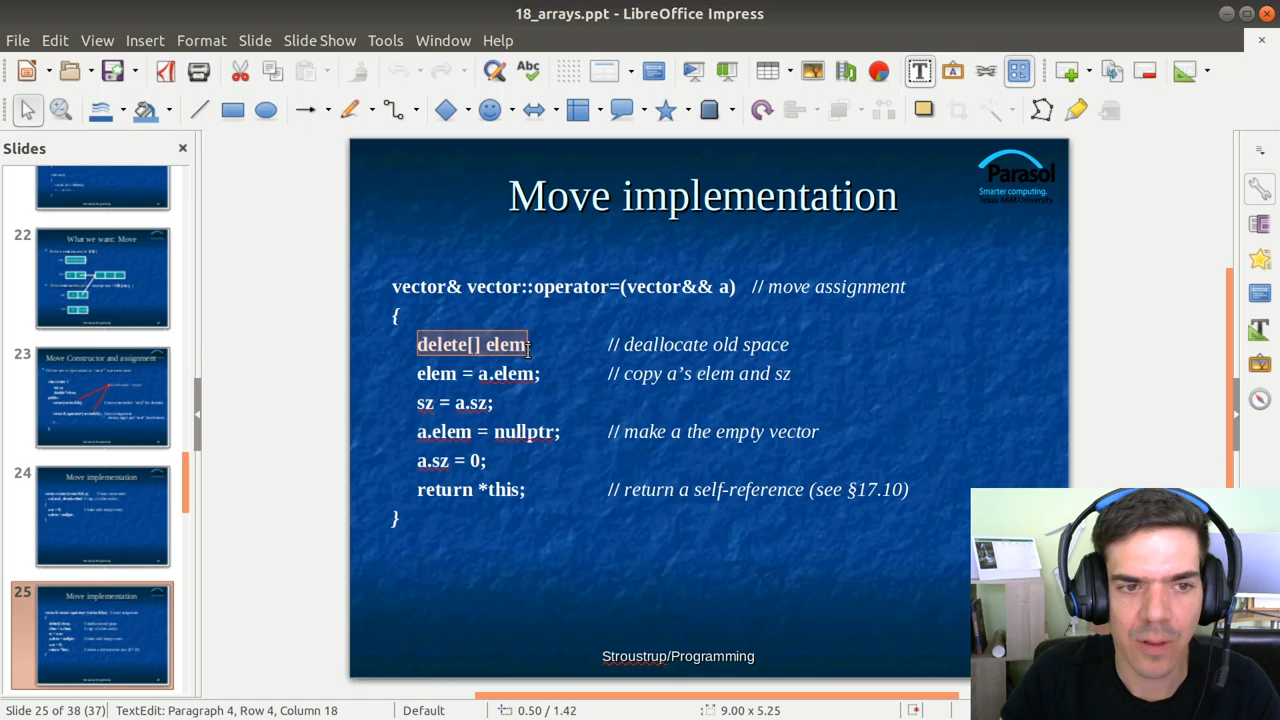 18_arrays.ppt - LibreOffice Impress
File Edit View Insert Format Slide Slide Show Tools Window Help
Abc
Slides
22
What we want: Move
23
Move Constructor and assignment
24
Move implementation
25
Move implementation
Parasol
Smarter computing.
Texas A&M University
Move implementation
vector& vector::operator=(vector&& a) // move assignment
{
delete[] elem; // deallocate old space
elem = a.elem; // copy a’s elem and sz
sz = a.sz;
a.elem = nullptr; // make a the empty vector
a.sz = 0;
return *this; // return a self-reference (see §17.10)
}
Stroustrup/Programming
Slide 25 of 38 (37) TextEdit: Paragraph 4, Row 4, Column 18 Default 0.50 / 1.42 9.00 x 5.25